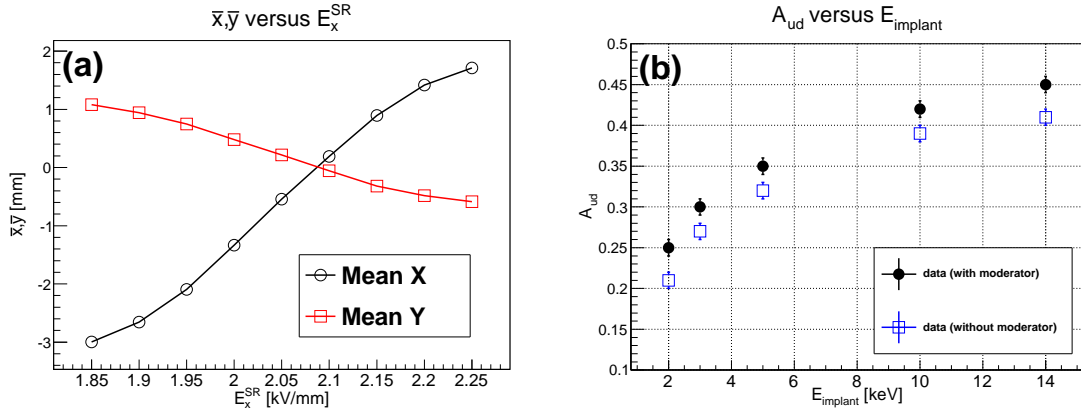 x̅,y̅ versus E_x^SR
(a)
x̅,y̅ [mm]
2
1
0
-1
-2
-3
Mean X
Mean Y
1.85 1.9 1.95 2 2.05 2.1 2.15 2.2 2.25
E_x^SR [kV/mm]
A_ud versus E_implant
(b)
A_ud
0.5
0.45
0.4
0.35
0.3
0.25
0.2
0.15
0.1
data (with moderator)
data (without moderator)
2 4 6 8 10 12 14
E_implant [keV]